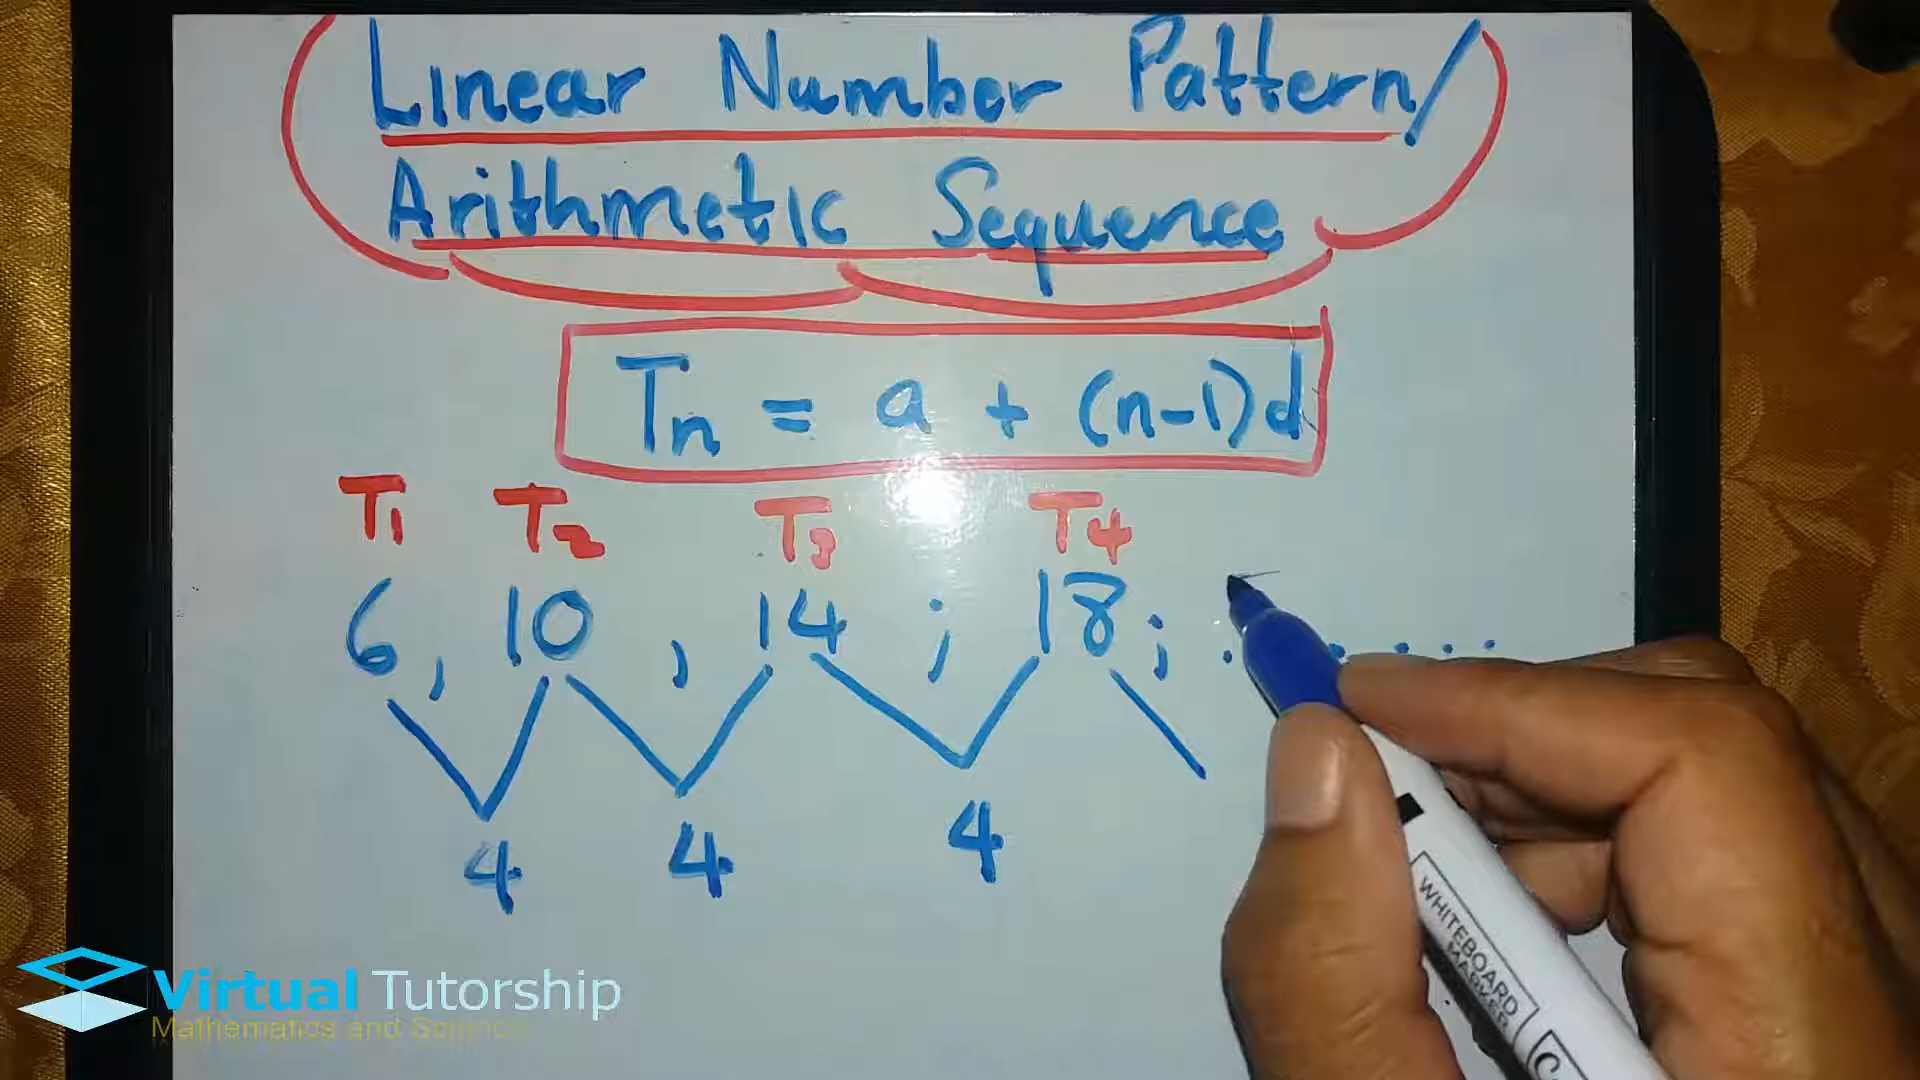 Linear Number Pattern/
Arithmetic Sequence
Tn = a + (n-1)d
T1 T2 T3 T4
6, 10 , 14 ; 18; . . . . .
4 4 4
WHITEBOARD
MARKER
Virtual Tutorship
Mathematics and Science